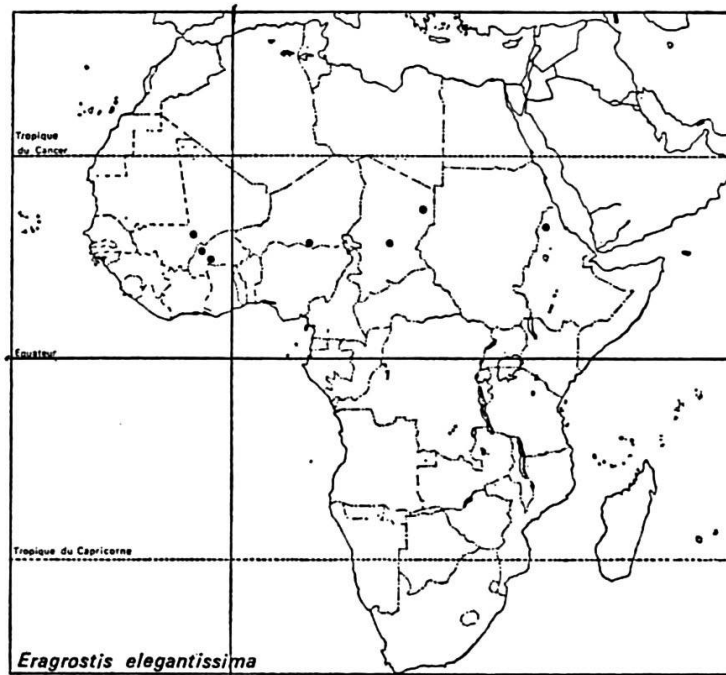 Tropique
du Cancer
Equateur
Tropique du Capricorne
Eragrostis elegantissima